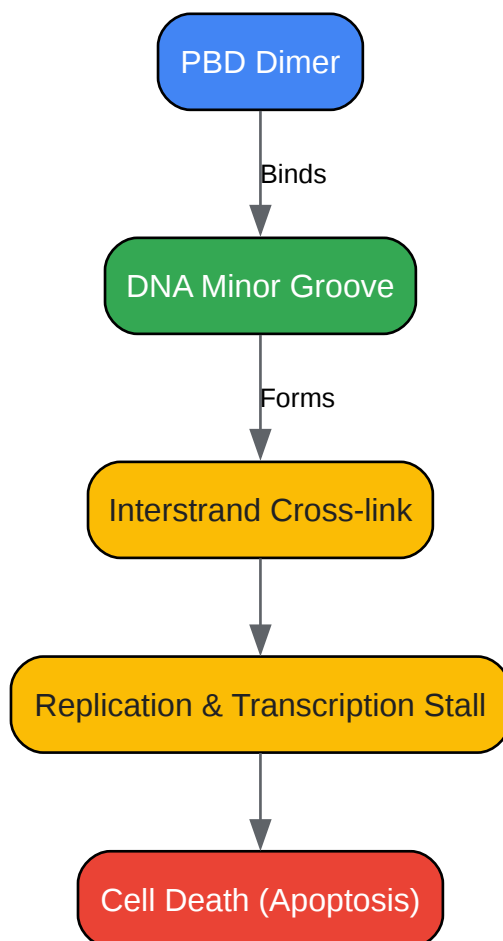 PBD Dimer
Binds
DNA Minor Groove
Forms
Interstrand Cross-link
Replication & Transcription Stall
Cell Death (Apoptosis)